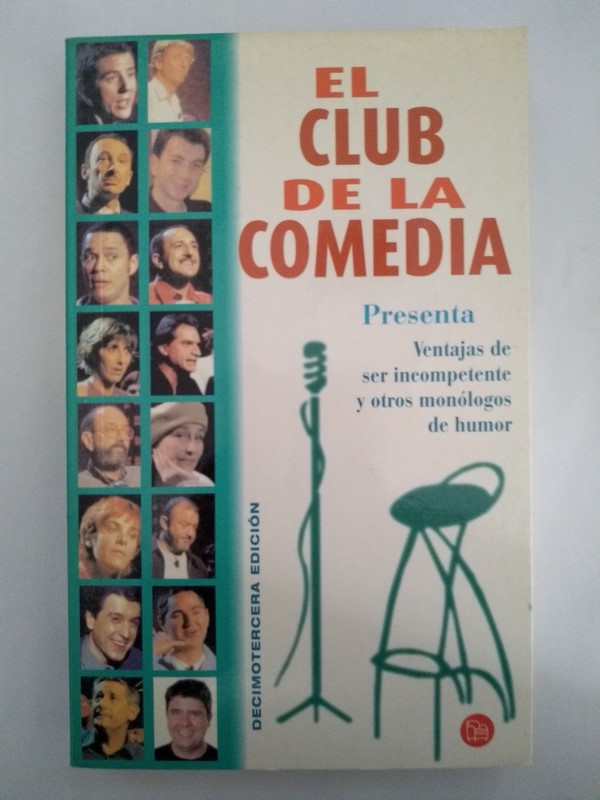 EL
CLUB
DE LA
COMEDIA
Presenta
Ventajas de
ser incompetente
y otros monólogos
de humor
DECIMOTERCERA EDICIÓN